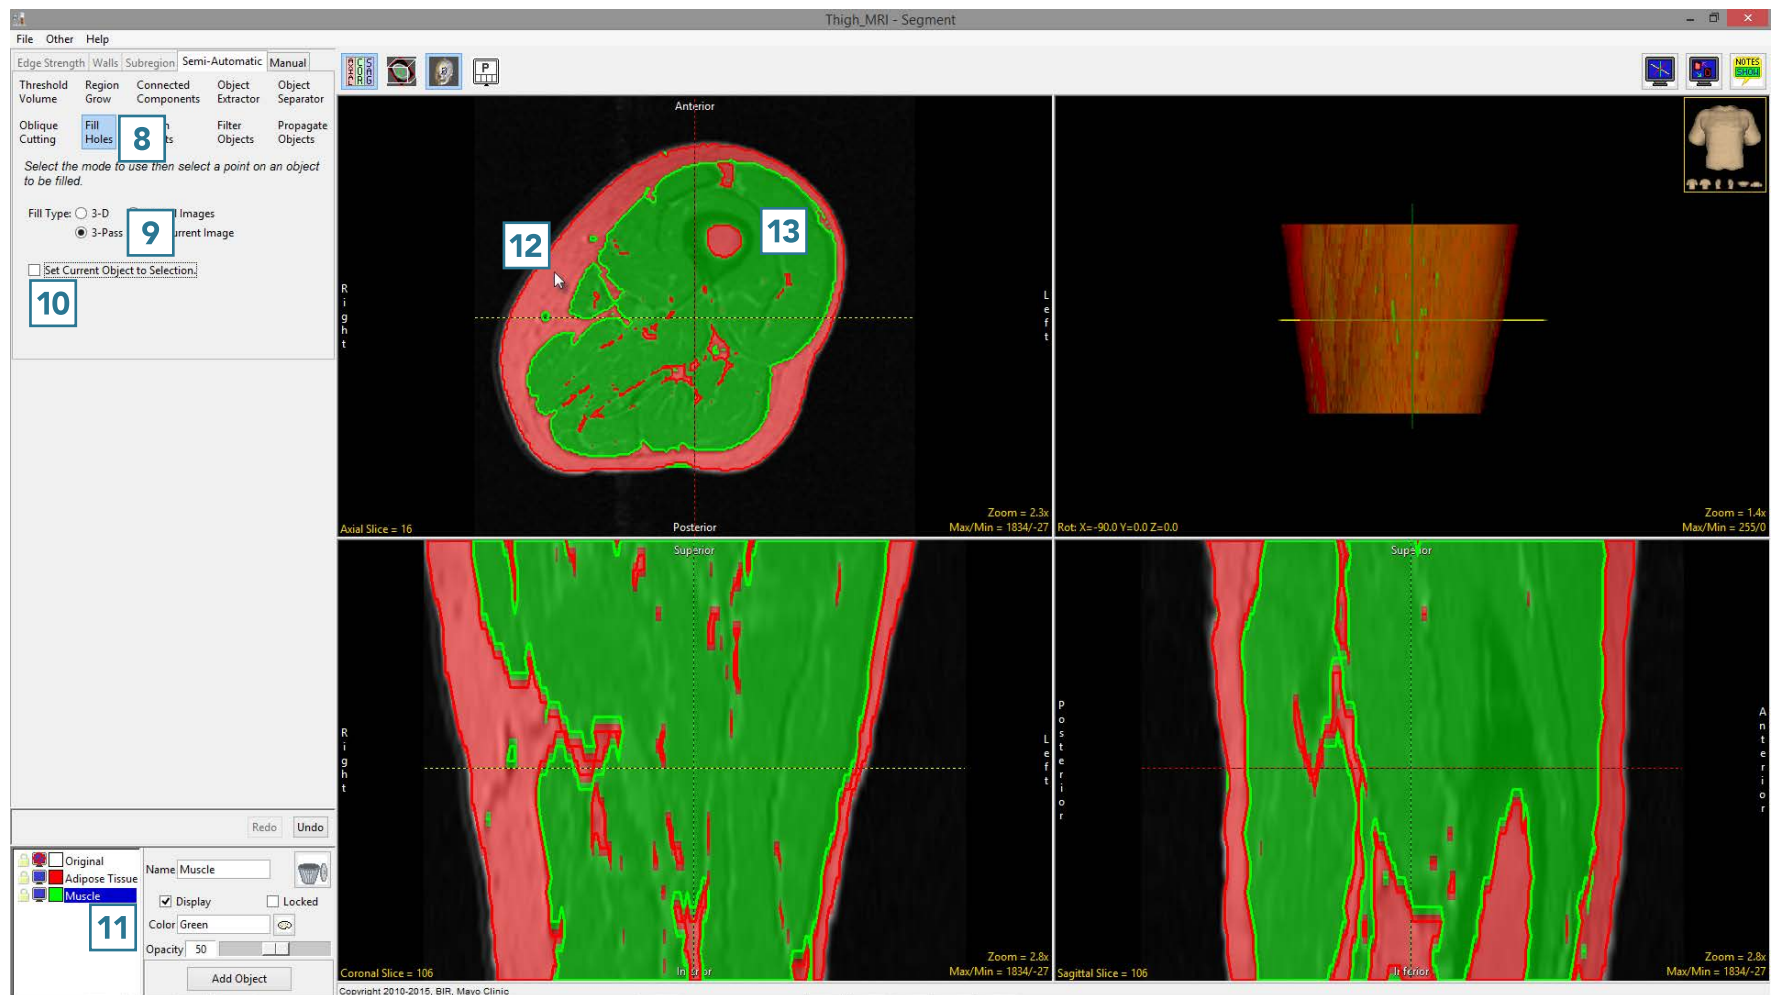 Thigh_MRI - Segment
File Other Help
Edge Strength Walls Subregion Semi-Automatic Manual
Threshold Volume
Region Grow
Connected Components
Object Extractor
Object Separator
Oblique Cutting
Fill Holes
8
Filter Objects
Propagate Objects
Select the mode to use then select a point on an object
to be filled.
Fill Type: 3-D Images
3-Pass 9 Image
Set Current Object to Selection.
10
Redo Undo
Original
Adipose Tissue
Muscle
11
Name Muscle
Display Locked
Color Green
Opacity 50
Add Object
P
NOTES
SHOW
Anterior
12
13
Right
Left
Axial Slice = 16
Posterior
Zoom = 2.3x
Max/Min = 1834/-27
Rot: X=-90.0 Y=0.0 Z=0.0
Zoom = 1.4x
Max/Min = 255/0
Superior
Right
Left
Coronal Slice = 106
Inferior
Zoom = 2.8x
Max/Min = 1834/-27
Superior
Posterior
Anterior
Sagittal Slice = 106
Inferior
Zoom = 2.8x
Max/Min = 1834/-27
Copyright 2010-2015, BIR, Mayo Clinic